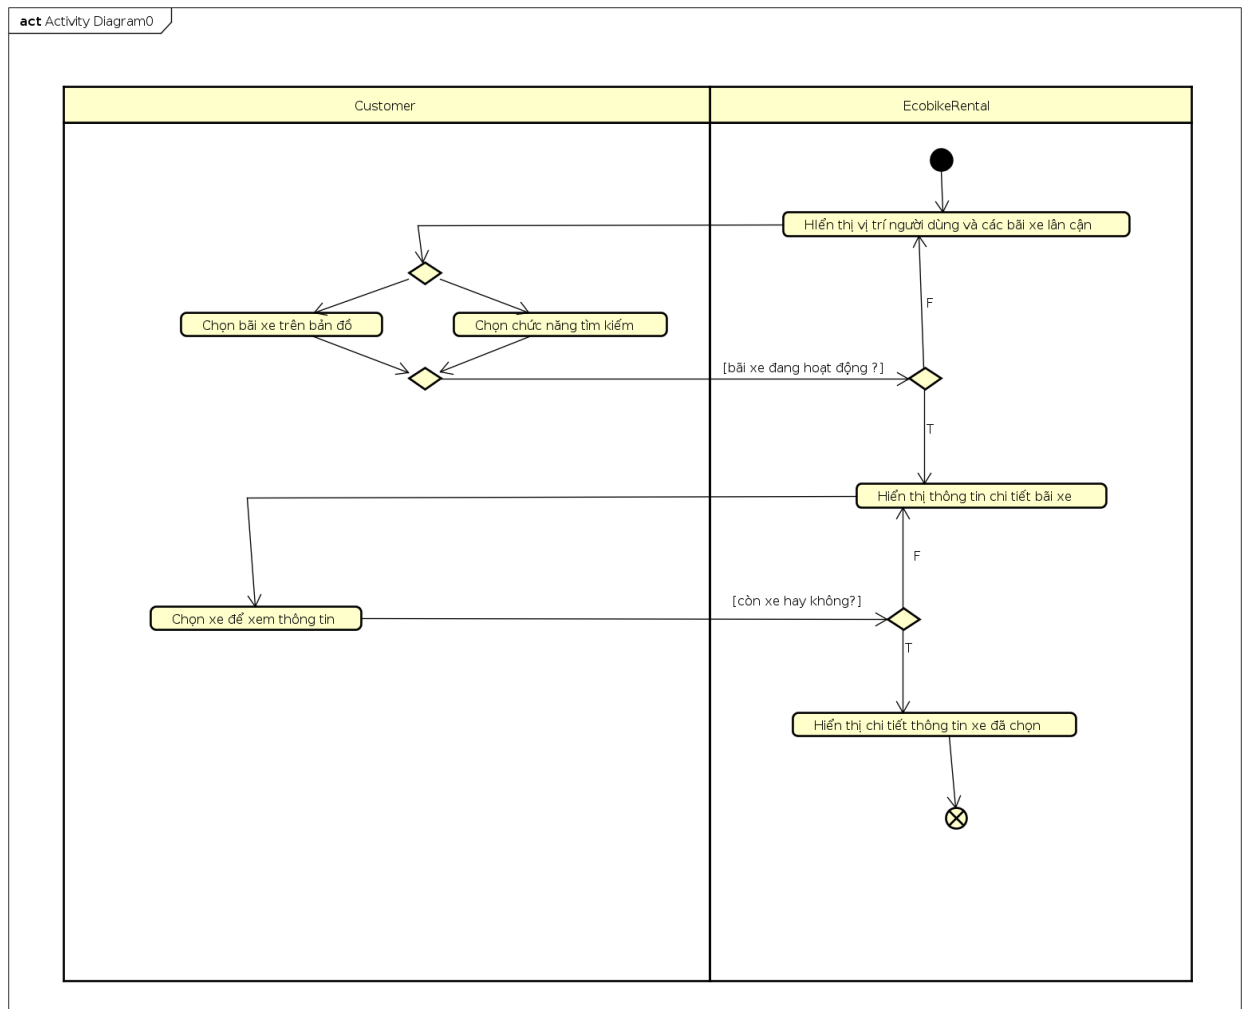 act Activity Diagram0
Customer
EcobikeRental
HIển thị vị trí người dùng và các bãi xe lân cận
F
Chọn bãi xe trên bản đồ
Chọn chức năng tìm kiếm
[bãi xe đang hoạt động ?]
T
Hiển thị thông tin chi tiết bãi xe
F
[còn xe hay không?]
Chọn xe để xem thông tin
T
Hiển thị chi tiết thông tin xe đã chọn